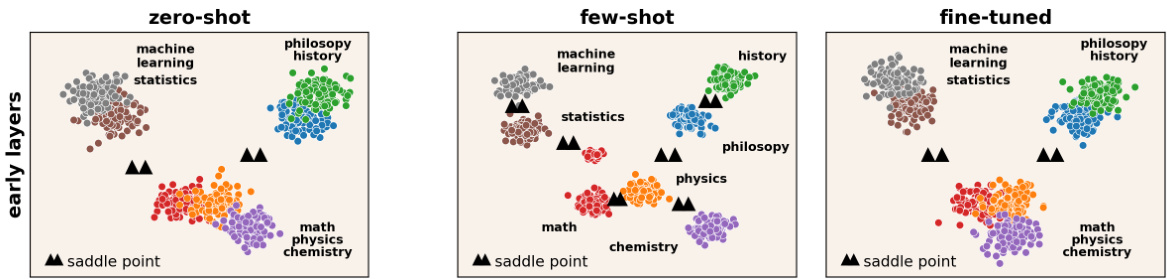 zero-shot
few-shot
fine-tuned
early layers
machine
learning
statistics
philosopy
history
math
physics
chemistry
saddle point
machine
learning
history
statistics
philosopy
physics
math
chemistry
saddle point
machine
learning
statistics
philosopy
history
math
physics
chemistry
saddle point